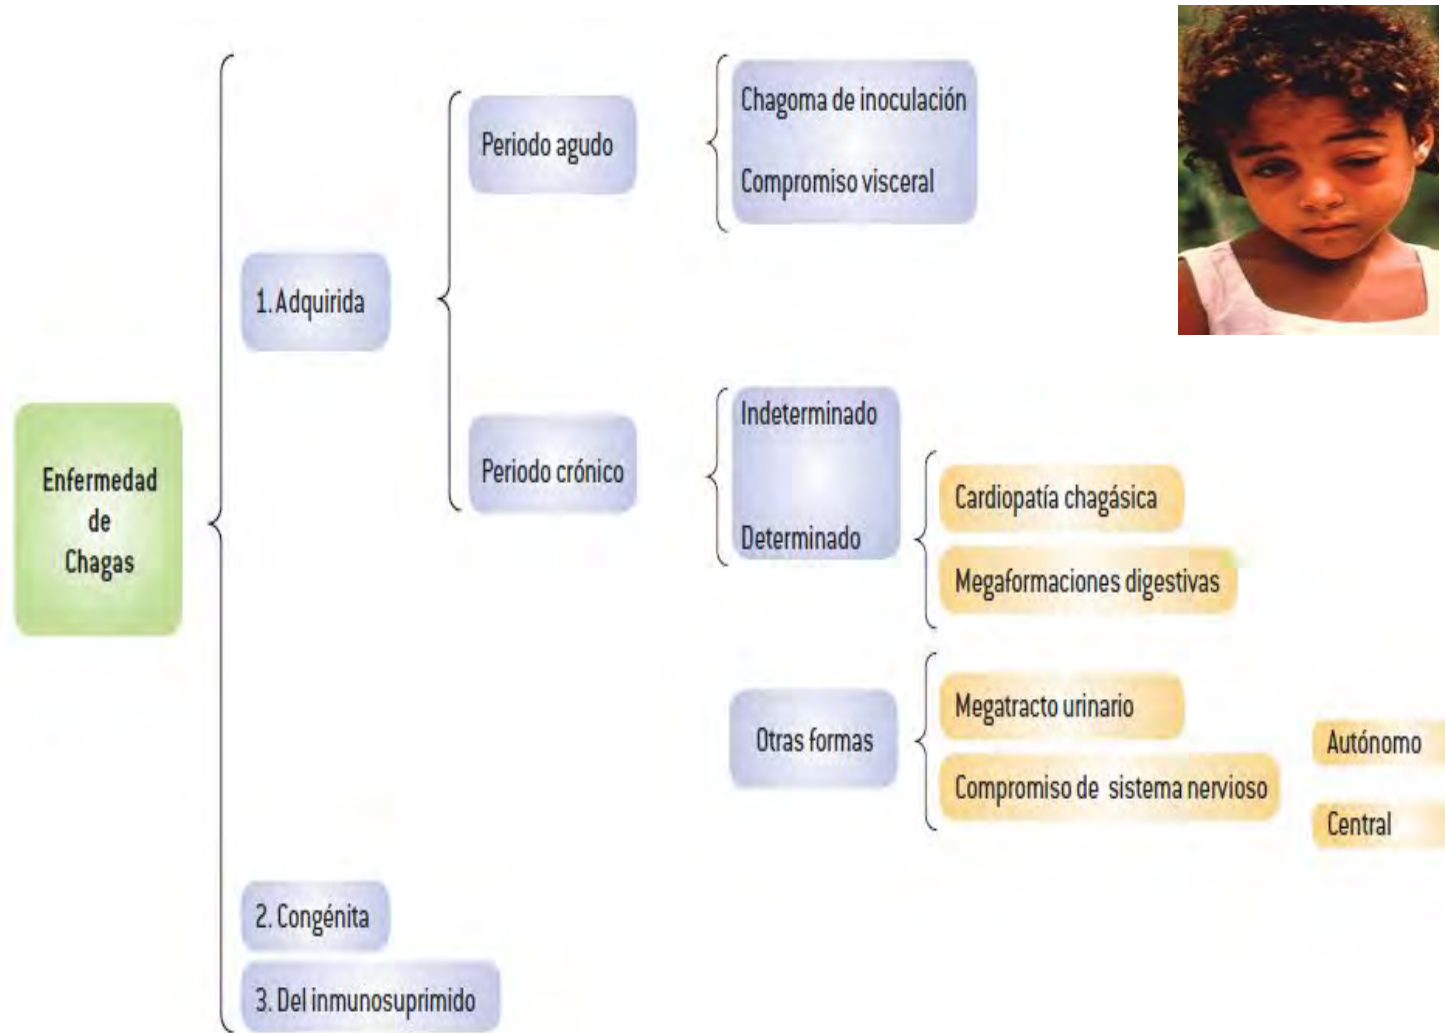 Enfermedad
de
Chagas
1. Adquirida
Periodo agudo
Chagoma de inoculación
Compromiso visceral
Periodo crónico
Indeterminado
Determinado
Cardiopatía chagásica
Megaformaciones digestivas
Otras formas
Megatracto urinario
Compromiso de sistema nervioso
Autónomo
Central
2. Congénita
3. Del inmunosuprimido